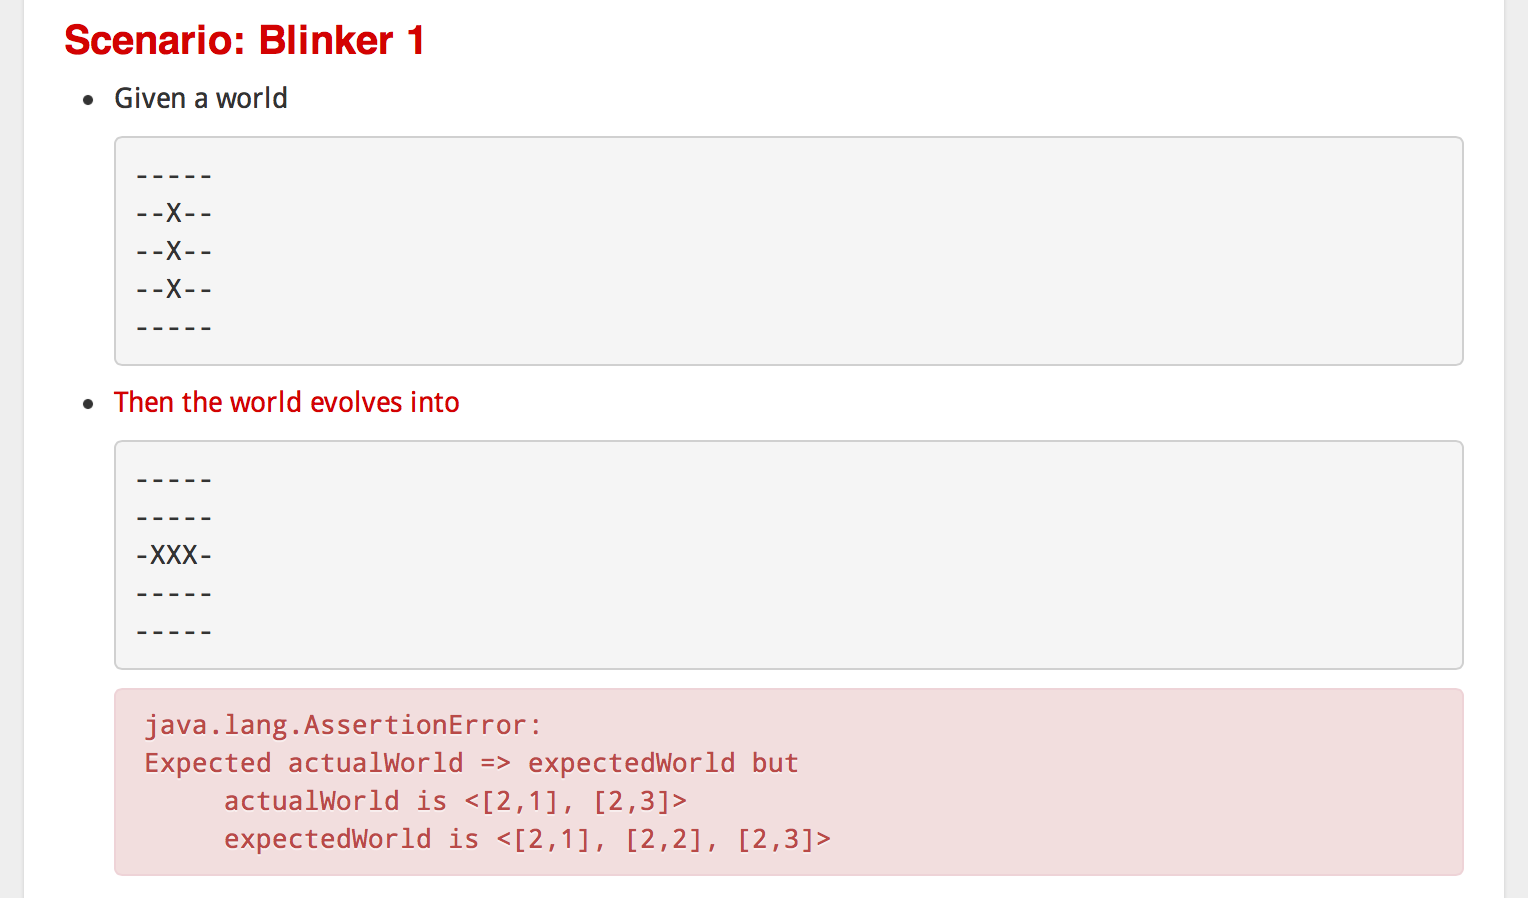 Scenario: Blinker 1
Given a world
-----
--X--
--X--
--X--
-----
Then the world evolves into
-----
-----
-XXX-
-----
-----
java.lang.AssertionError:
Expected actualWorld => expectedWorld but
actualWorld is <[2,1], [2,3]>
expectedWorld is <[2,1], [2,2], [2,3]>